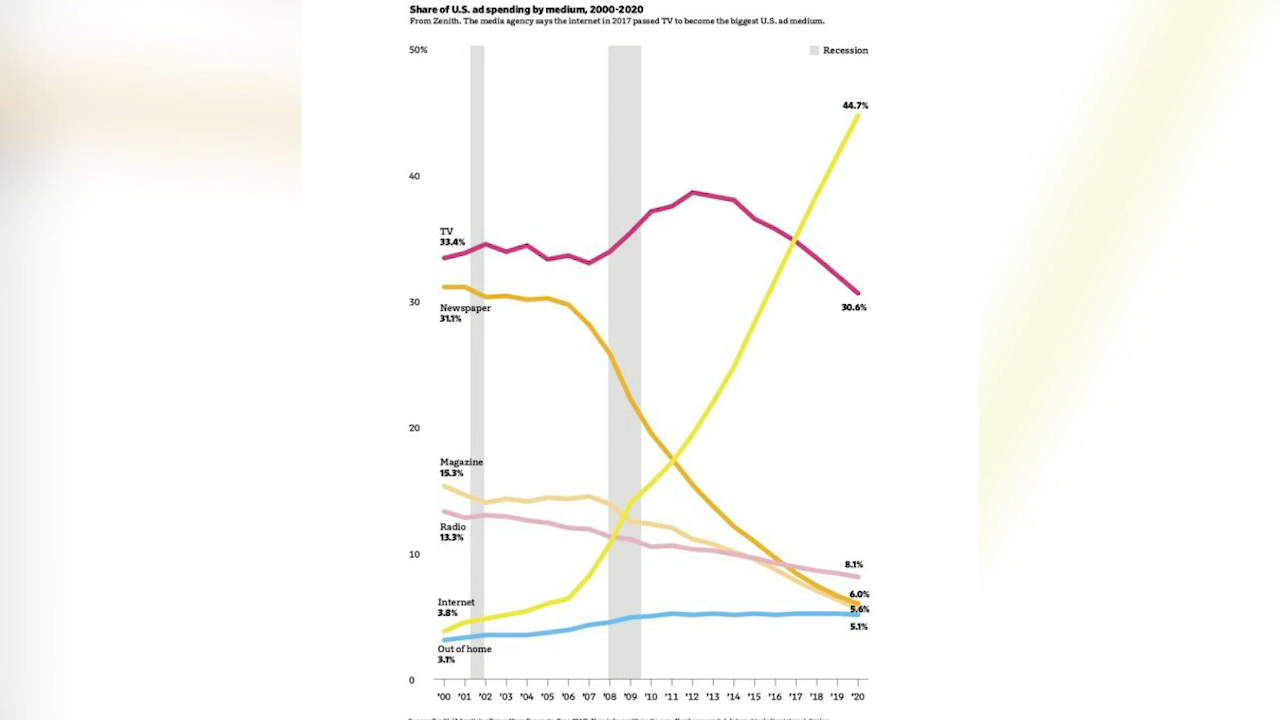 Share of U.S. ad spending by medium, 2000-2020
From Zenith. The media agency says the internet in 2017 passed TV to become the biggest U.S. ad medium.
50%
Recession
44.7%
40
TV
33.4%
30
30.6%
Newspaper
31.1%
20
Magazine
15.3%
Radio
13.3%
10
8.1%
Internet
3.8%
6.0%
5.6%
5.1%
Out of home
3.1%
0
'00 '01 '02 '03 '04 '05 '06 '07 '08 '09 '10 '11 '12 '13 '14 '15 '16 '17 '18 '19 '20